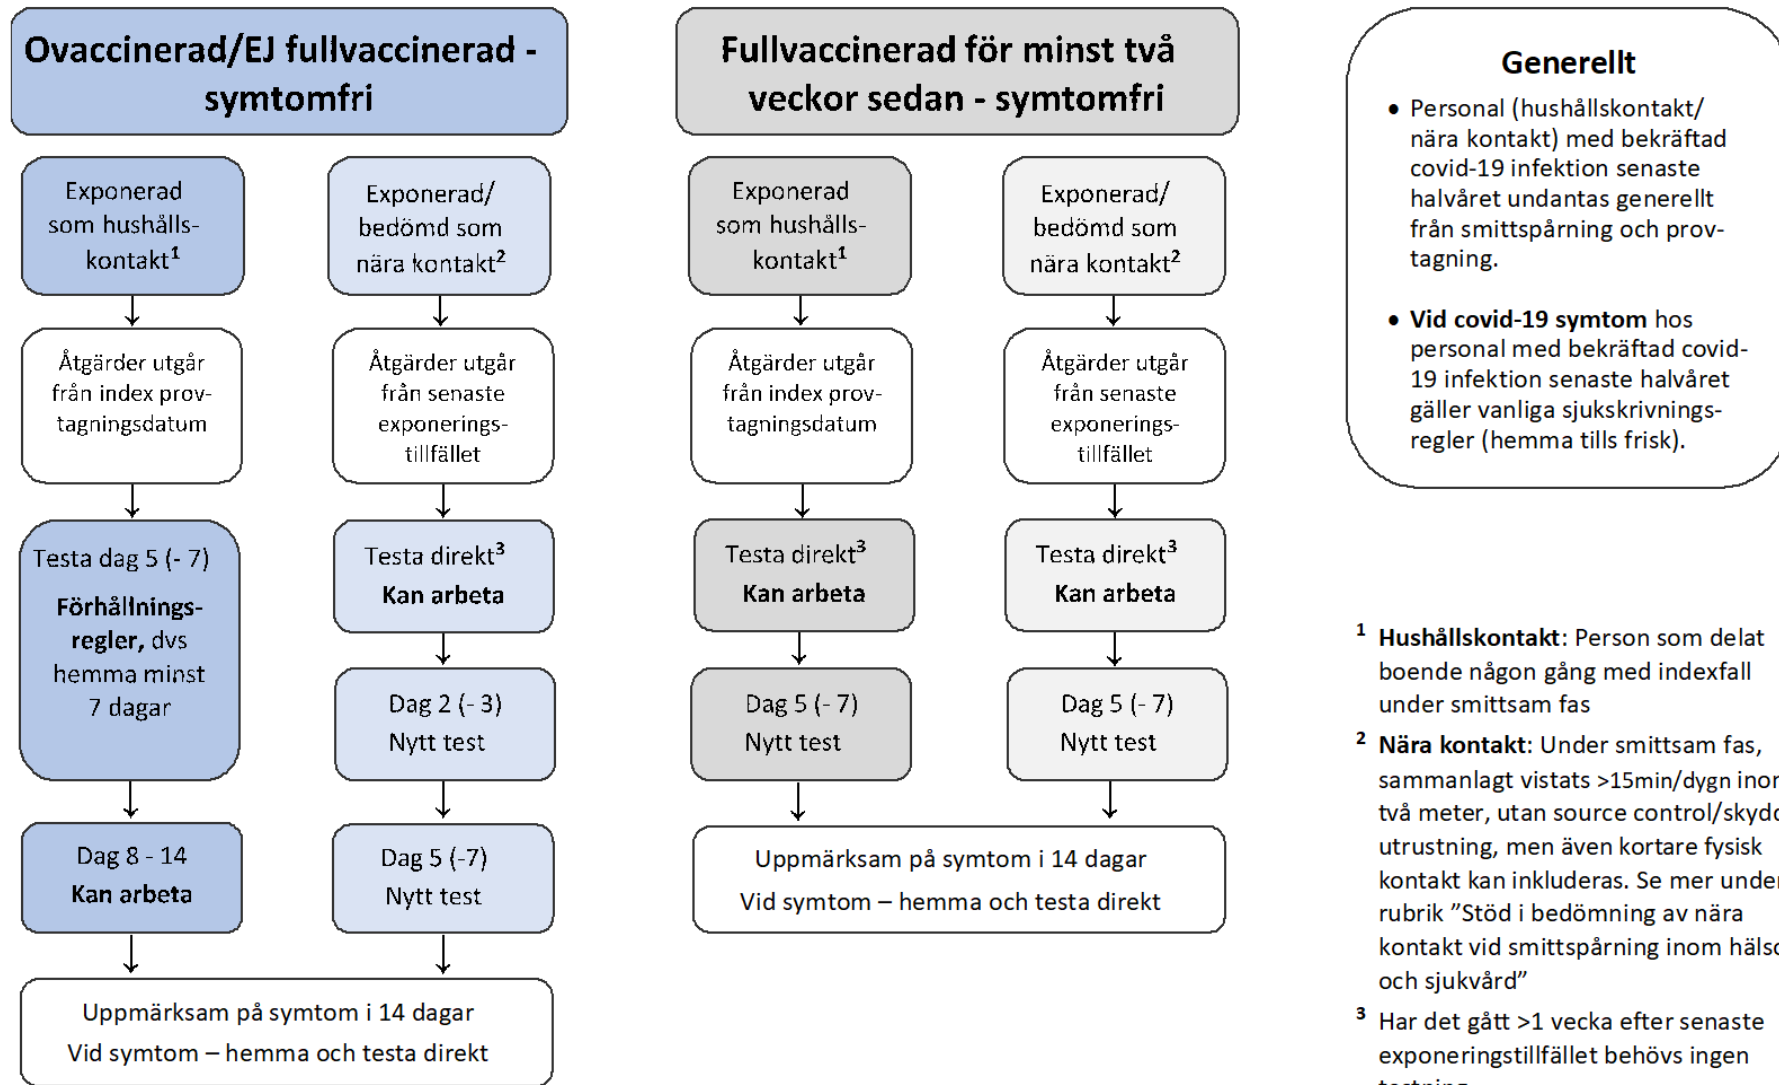 Ovaccinerad/EJ fullvaccinerad -
symtomfri
Exponerad
som hushålls-
kontakt¹
Åtgärder utgår
från index prov-
tagningsdatum
Testa dag 5 (- 7)
Förhållnings-
regler, dvs
hemma minst
7 dagar
Dag 8 - 14
Kan arbeta
Exponerad/
bedömd som
nära kontakt²
Åtgärder utgår
från senaste
exponerings-
tillfället
Testa direkt³
Kan arbeta
Dag 2 (- 3)
Nytt test
Dag 5 (-7)
Nytt test
Uppmärksam på symtom i 14 dagar
Vid symtom – hemma och testa direkt
Fullvaccinerad för minst två
veckor sedan - symtomfri
Exponerad
som hushålls-
kontakt¹
Åtgärder utgår
från index prov-
tagningsdatum
Testa direkt³
Kan arbeta
Dag 5 (- 7)
Nytt test
Exponerad/
bedömd som
nära kontakt²
Åtgärder utgår
från senaste
exponerings-
tillfället
Testa direkt³
Kan arbeta
Dag 5 (- 7)
Nytt test
Uppmärksam på symtom i 14 dagar
Vid symtom – hemma och testa direkt
Generellt
• Personal (hushållskontakt/
nära kontakt) med bekräftad
covid-19 infektion senaste
halvåret undantas generellt
från smittspårning och prov-
tagning.
• Vid covid-19 symtom hos
personal med bekräftad covid-
19 infektion senaste halvåret
gäller vanliga sjukskrivnings-
regler (hemma tills frisk).
¹ Hushållskontakt: Person som delat
boende någon gång med indexfall
under smittsam fas
² Nära kontakt: Under smittsam fas,
sammanlagt vistats >15min/dygn
två meter, utan source control/
utrustning, men även kortare fysisk
kontakt kan inkluderas. Se mer under
rubrik ”Stöd i bedömning av nära
kontakt vid smittspårning inom
och sjukvård”
³ Har det gått >1 vecka efter senaste
exponeringstillfället behövs ingen